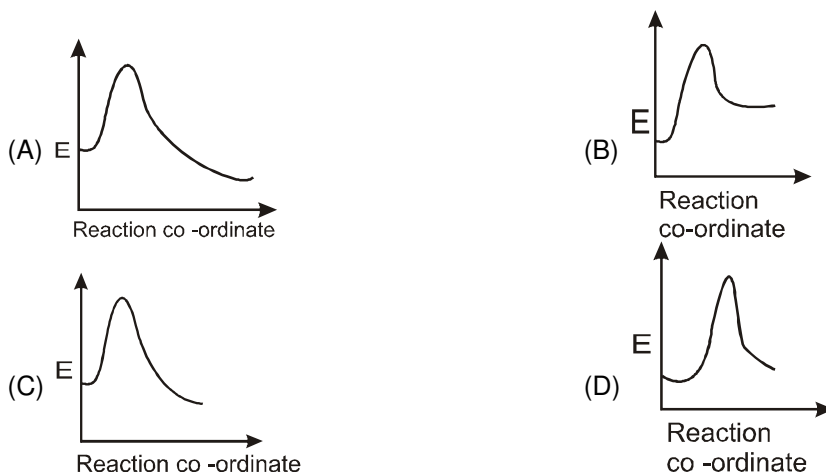 (A)
E
Reaction co -ordinate
(B)
E
Reaction
co-ordinate
(C)
E
Reaction co -ordinate
(D)
E
Reaction
co -ordinate